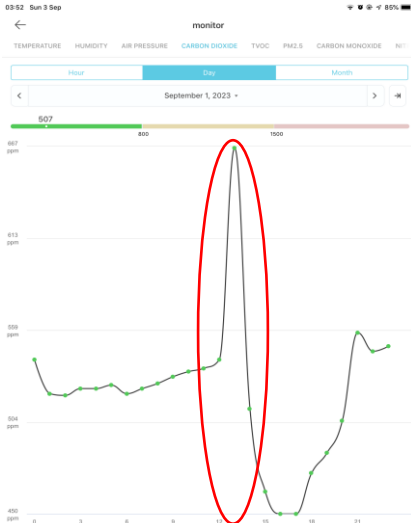 03:52 Sun 3 Sep 86%
monitor
TEMPERATURE HUMIDITY AIR PRESSURE CARBON DIOXIDE TVOC PM2.5 CARBON MONOXIDE NIT
Hour Day Month
September 1, 2023
507
800 1500
667
ppm
613
ppm
559
ppm
504
ppm
450
ppm
0 3 6 9 12 15 18 21